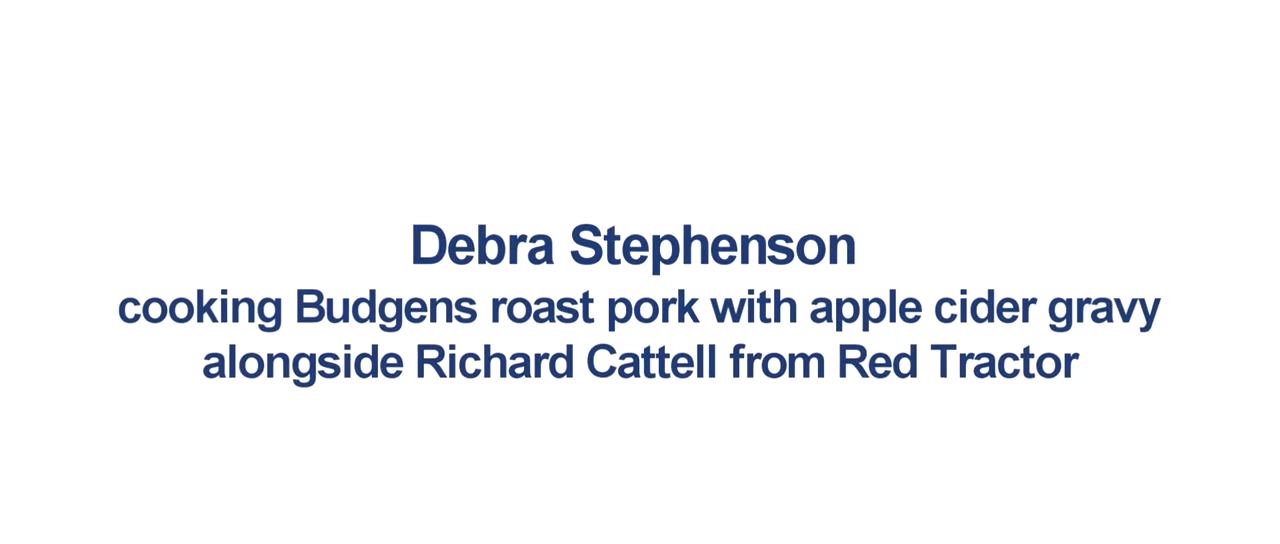 Debra Stephenson
cooking Budgens roast pork with apple cider gravy
alongside Richard Cattell from Red Tractor